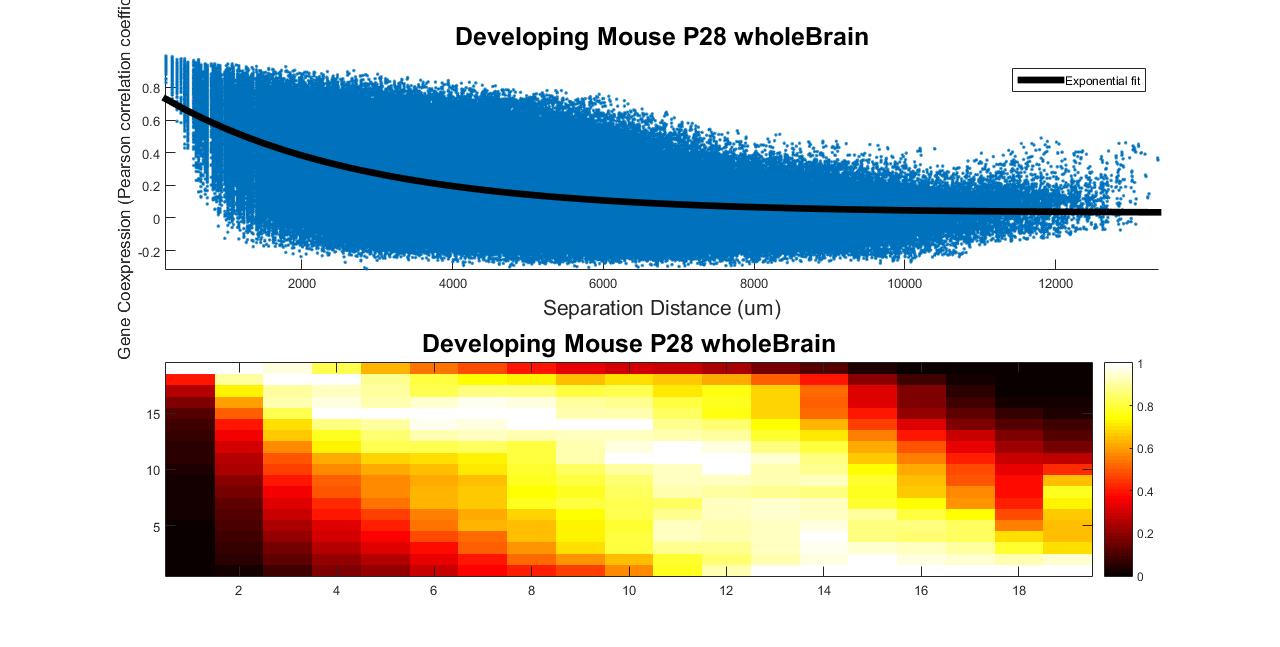 Developing Mouse P28 wholeBrain
Gene Coexpression (Pearson correlation coeffic
Exponential fit
0.8
0.6
0.4
0.2
0
-0.2
2000 4000 6000 8000 10000 12000
Separation Distance (um)
Developing Mouse P28 wholeBrain
15
10
5
2 4 6 8 10 12 14 16 18
1
0.8
0.6
0.4
0.2
0